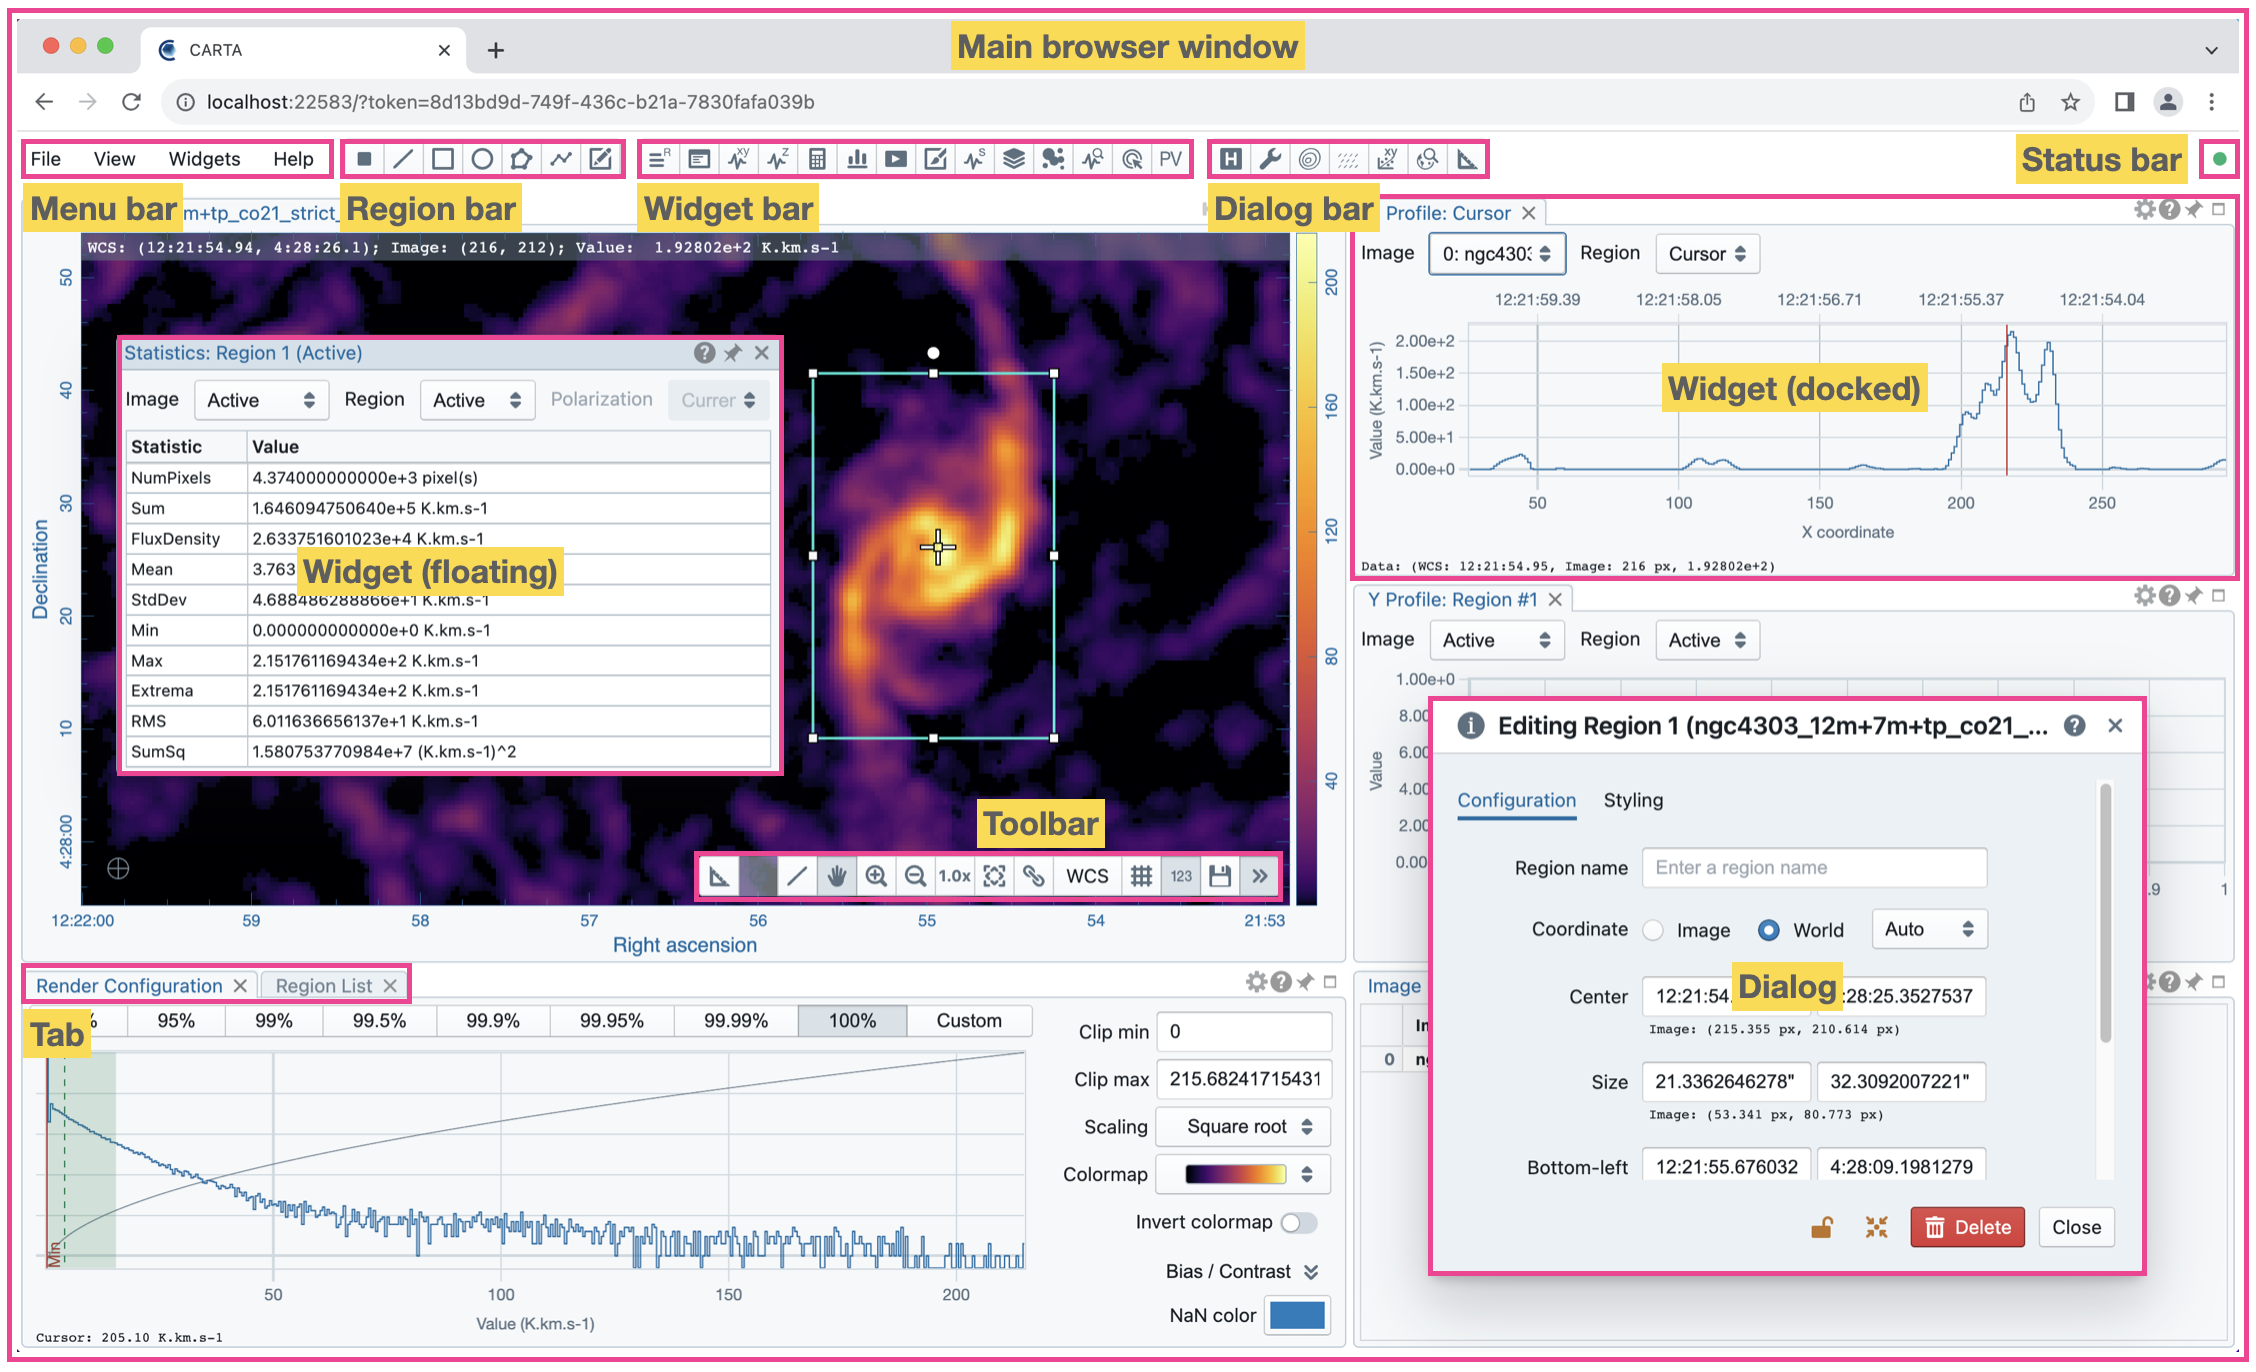 CARTA
Main browser window
localhost:22583/?token=8d13bd9d-749f-436c-b21a-7830fafa039b
File View Widgets Help
R XY Z S PV
H XY
Status bar
Menu bar
m+tp_co21_strict_
Region bar
Widget bar
Dialog bar
WCS: (12:21:54.94, 4:28:26.1); Image: (216, 212); Value: 1.92802e+2 K.km.s-1
50
40
30
20
10
4:28:00
Declination
Statistics: Region 1 (Active)
Image Active Region Active Polarization Currer
Statistic Value
NumPixels 4.374000000000e+3 pixel(s)
Sum 1.646094750640e+5 K.km.s-1
FluxDensity 2.633751601023e+4 K.km.s-1
Mean 3.763
Widget (floating)
StdDev 4.688486288866e+1 K.km.s-1
Min 0.000000000000e+0 K.km.s-1
Max 2.151761169434e+2 K.km.s-1
Extrema 2.151761169434e+2 K.km.s-1
RMS 6.011636656137e+1 K.km.s-1
SumSq 1.580753770984e+7 (K.km.s-1)^2
Toolbar
1.0x WCS 123
12:22:00 59 58 57 56 55 54 21:53
Right ascension
200
160
120
80
40
Profile: Cursor
Image 0: ngc430 Region Cursor
12:21:59.39 12:21:58.05 12:21:56.71 12:21:55.37 12:21:54.04
2.00e+2
1.50e+2
1.00e+2
5.00e+1
0.00e+0
Value (K.km.s-1)
Widget (docked)
50 100 150 200 250
X coordinate
Data: (WCS: 12:21:54.95, Image: 216 px, 1.92802e+2)
Y Profile: Region #1
Image Active Region Active
1.00e+0
8.00
6.00
4.00
2.00
0.00
Value
.9 1
Editing Region 1 (ngc4303_12m+7m+tp_co21_...
Configuration Styling
Region name Enter a region name
Coordinate Image World Auto
Dialog
Center 12:21:54. :28:25.3527537
Image: (215.355 px, 210.614 px)
Size 21.3362646278" 32.3092007221"
Image: (53.341 px, 80.773 px)
Bottom-left 12:21:55.676032 4:28:09.1981279
Delete Close
Image
0
Render Configuration Region List
Tab
% 95% 99% 99.5% 99.9% 99.95% 99.99% 100% Custom
Min
50 100 150 200
Value (K.km.s-1)
Cursor: 205.10 K.km.s-1
Clip min 0
Clip max 215.68241715431
Scaling Square root
Colormap
Invert colormap
Bias / Contrast
NaN color